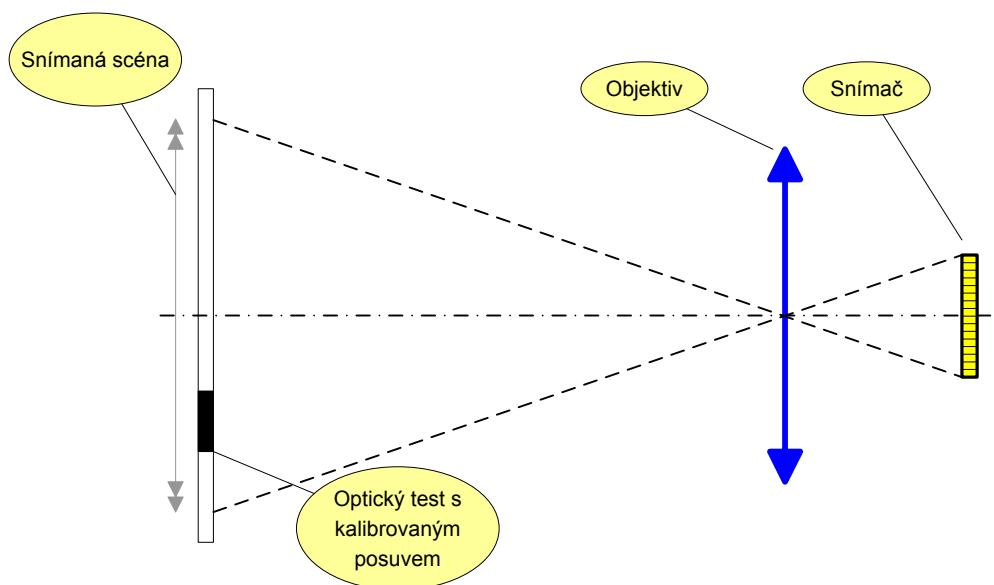 Snímaná scéna
Objektiv
Snímač
Optický test s
kalibrovaným
posuvem